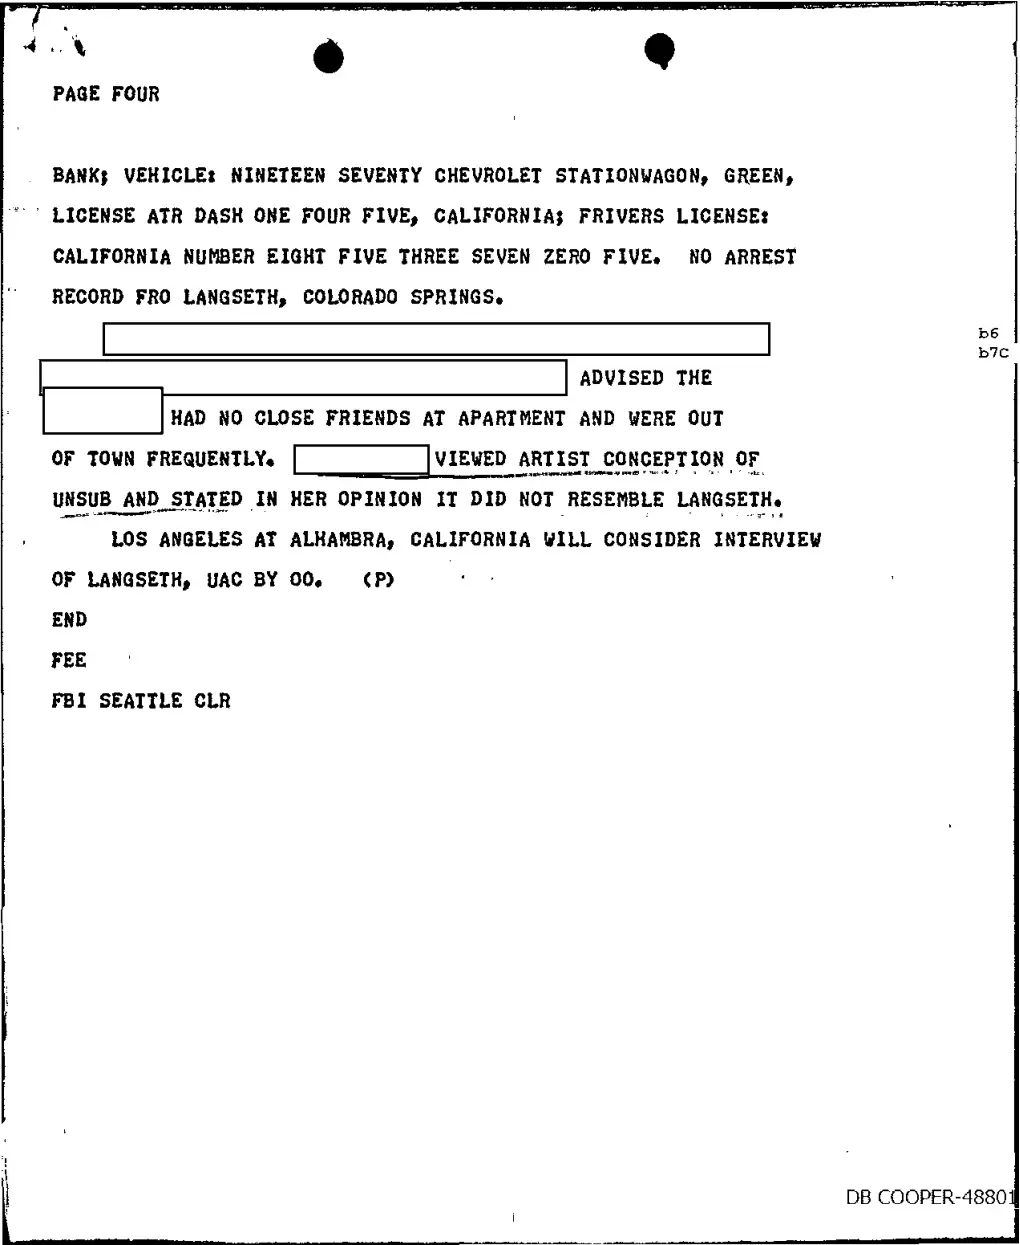 PAGE FOUR
BANK; VEHICLE: NINETEEN SEVENTY CHEVROLET STATIONWAGON, GREEN,
LICENSE ATR DASH ONE FOUR FIVE, CALIFORNIA; FRIVERS LICENSE:
CALIFORNIA NUMBER EIGHT FIVE THREE SEVEN ZERO FIVE. NO ARREST
RECORD FRO LANGSETH, COLORADO SPRINGS.
b6
b7C
ADVISED THE
HAD NO CLOSE FRIENDS AT APARTMENT AND WERE OUT
OF TOWN FREQUENTLY. VIEWED ARTIST CONCEPTION OF
UNSUB AND STATED IN HER OPINION IT DID NOT RESEMBLE LANGSETH.
LOS ANGELES AT ALHAMBRA, CALIFORNIA WILL CONSIDER INTERVIEW
OF LANGSETH, UAC BY OO. (P)
END
FEE
FBI SEATTLE CLR
DB COOPER-48801